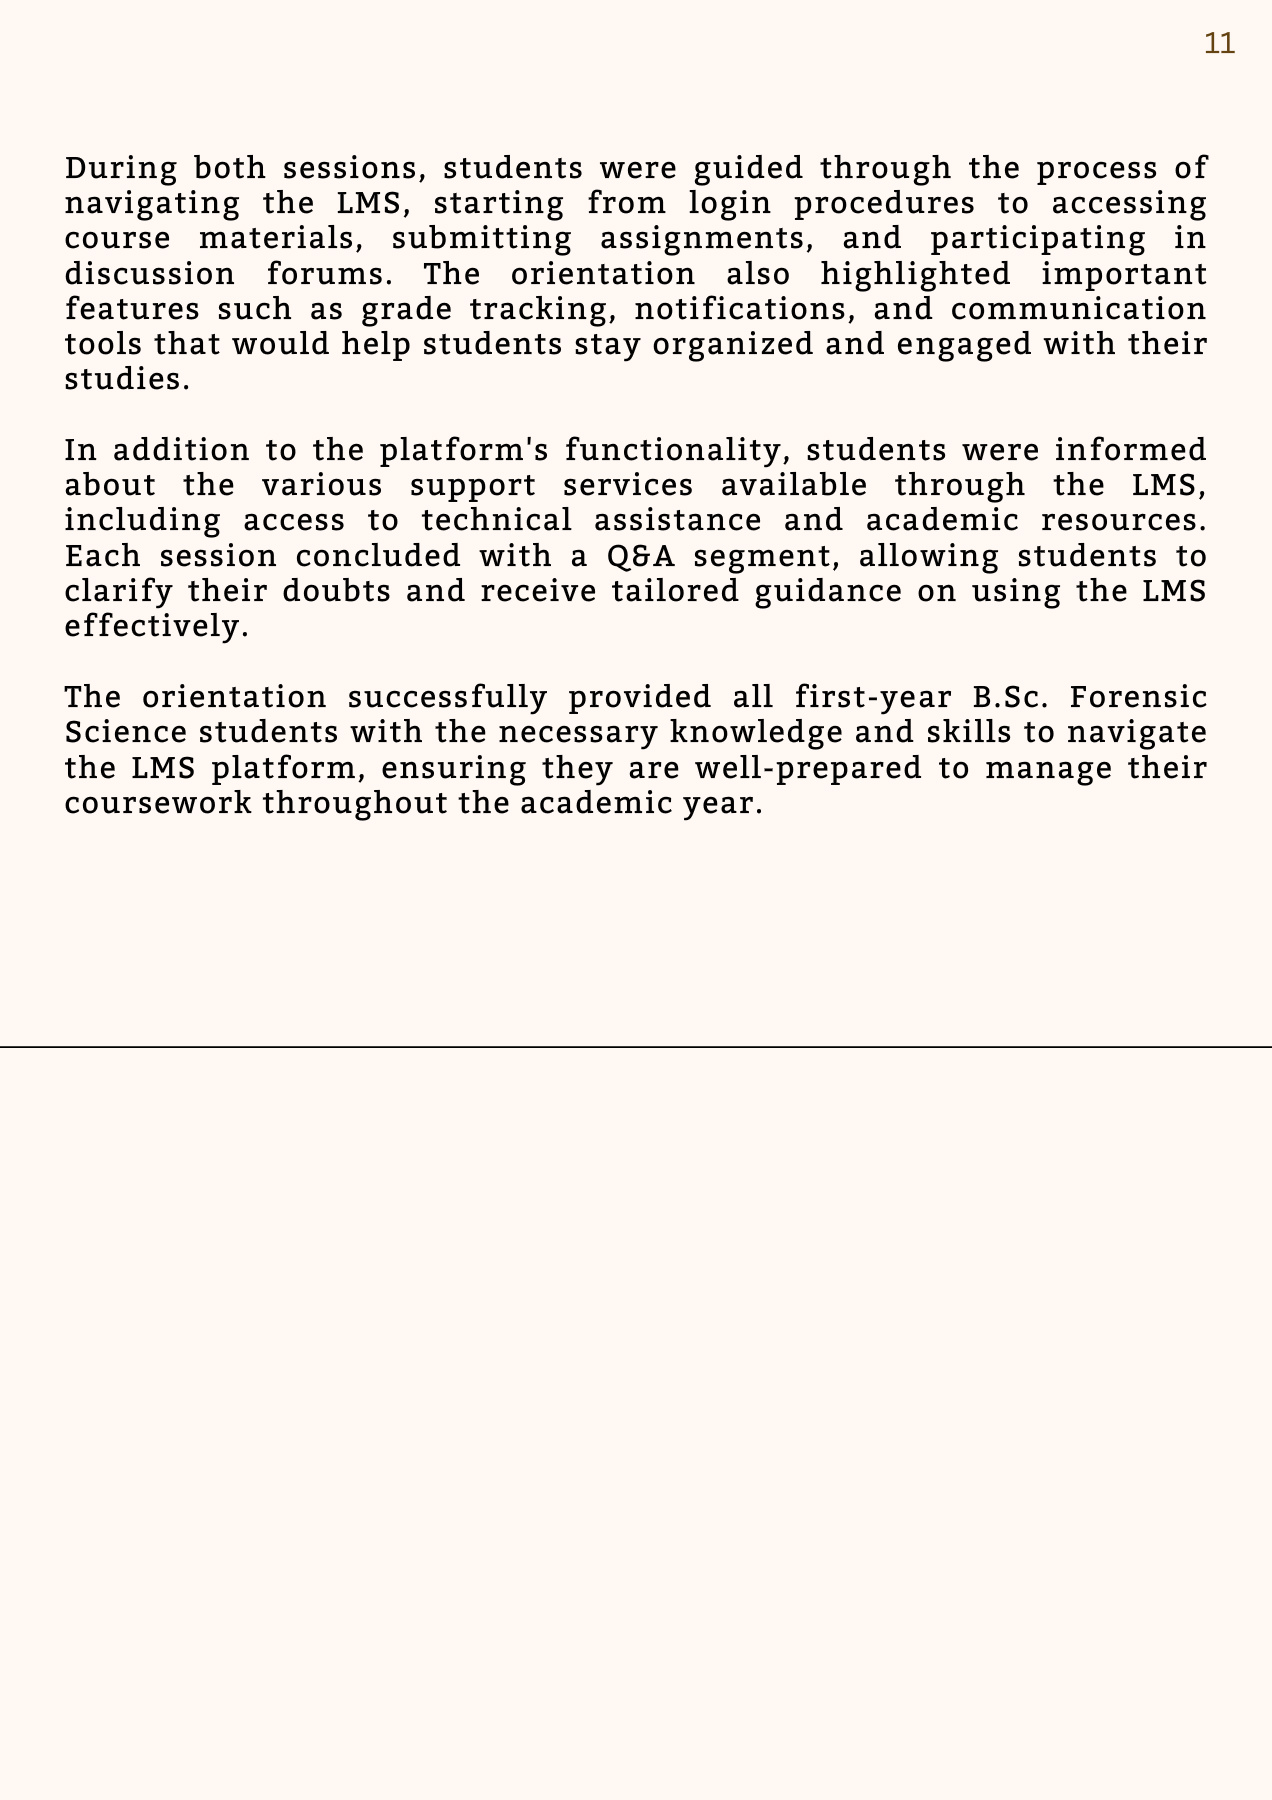 11
During both sessions, students were guided through the process of
navigating the LMS, starting from login procedures to accessing
course materials, submitting assignments, and participating in
discussion forums. The orientation also highlighted important
features such as grade tracking, notifications, and communication
tools that would help students stay organized and engaged with their
studies.
In addition to the platform's functionality, students were informed
about the various support services available through the LMS,
including access to technical assistance and academic resources.
Each session concluded with a Q&A segment, allowing students to
clarify their doubts and receive tailored guidance on using the LMS
effectively.
The orientation successfully provided all first-year B.Sc. Forensic
Science students with the necessary knowledge and skills to navigate
the LMS platform, ensuring they are well-prepared to manage their
coursework throughout the academic year.